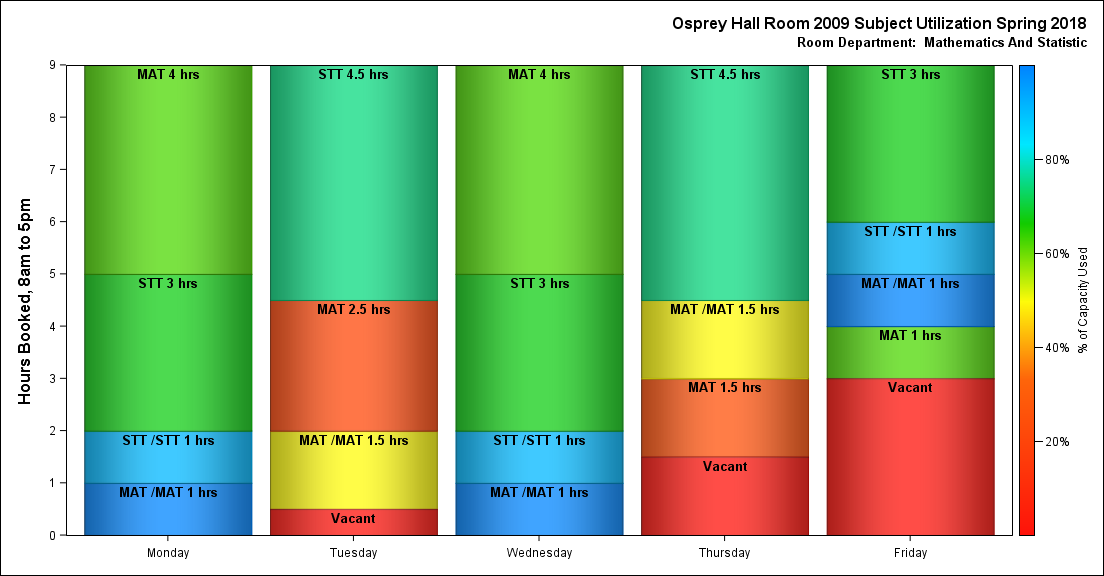 Osprey Hall Room 2009 Subject Utilization Spring 2018
Room Department:  Mathematics And Statistic
Hours Booked, 8am to 5pm
9
8
7
6
5
4
3
2
1
0
MAT 4 hrs
STT 3 hrs
STT /STT 1 hrs
MAT /MAT 1 hrs
STT 4.5 hrs
MAT 2.5 hrs
MAT /MAT 1.5 hrs
Vacant
MAT 4 hrs
STT 3 hrs
STT /STT 1 hrs
MAT /MAT 1 hrs
STT 4.5 hrs
MAT /MAT 1.5 hrs
MAT 1.5 hrs
Vacant
STT 3 hrs
STT /STT 1 hrs
MAT /MAT 1 hrs
MAT 1 hrs
Vacant
Monday
Tuesday
Wednesday
Thursday
Friday
80%
60%
40%
20%
% of Capacity Used